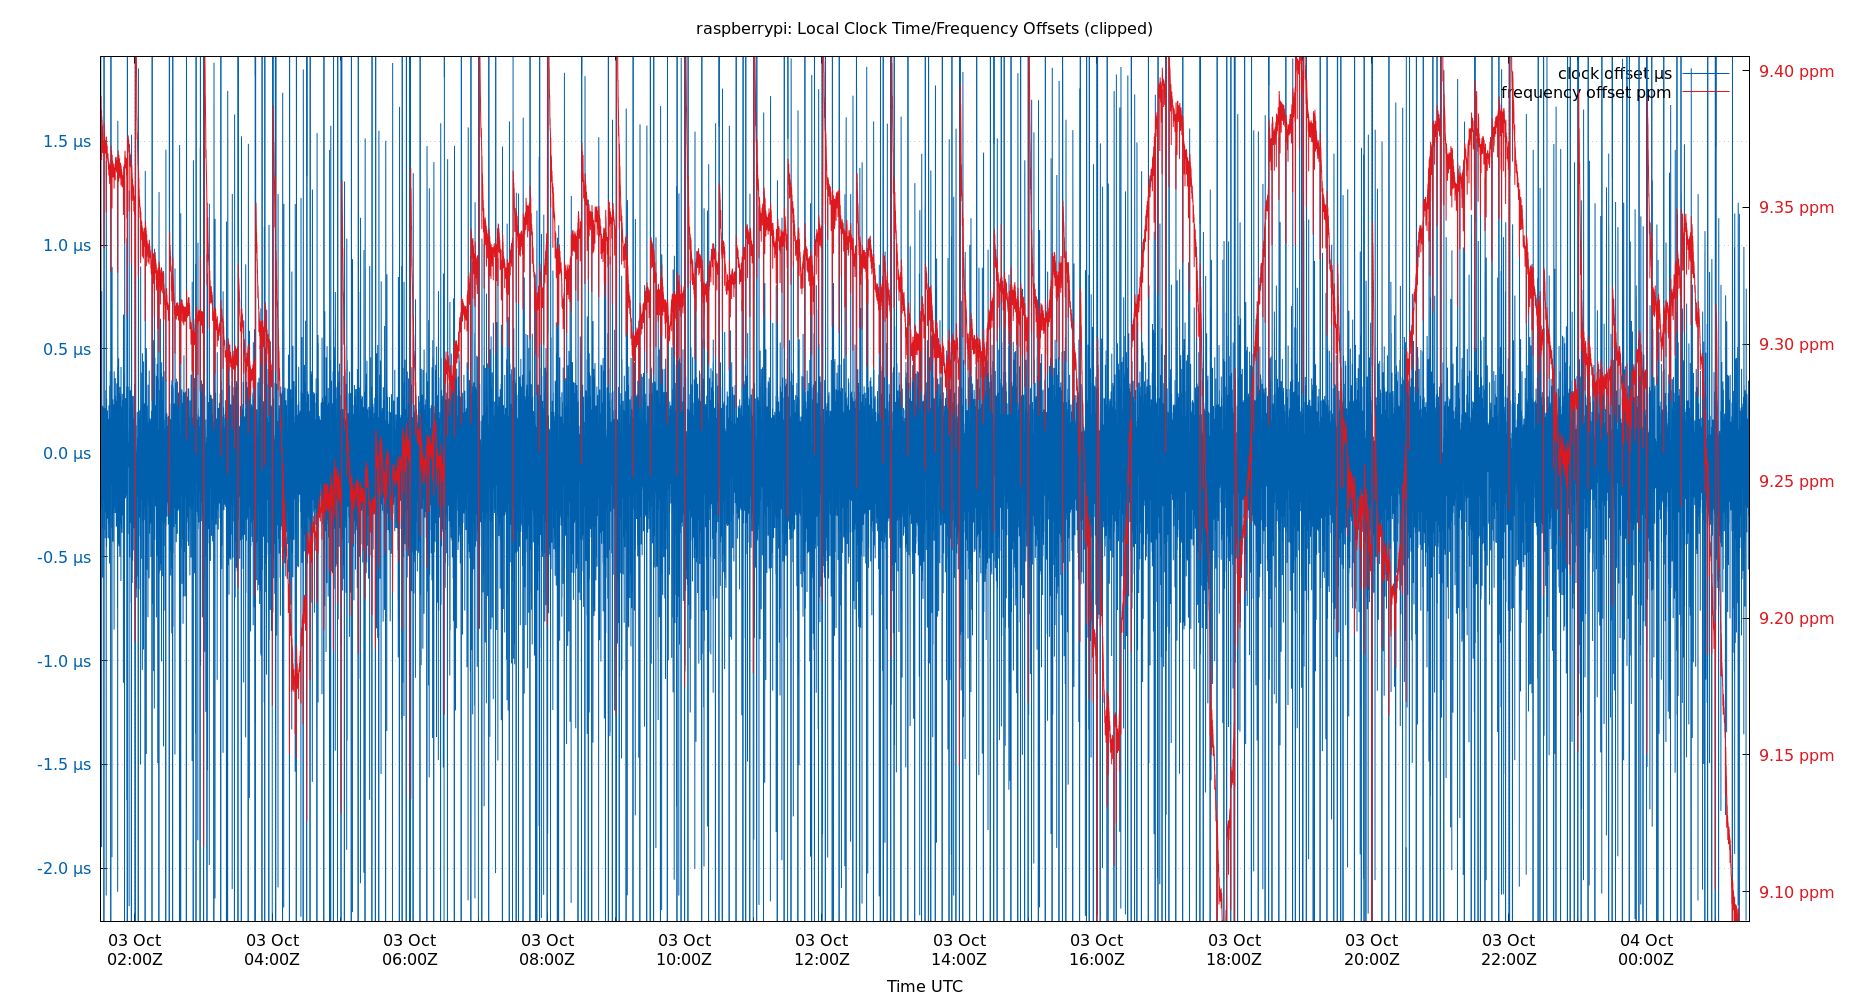 raspberrypi: Local Clock Time/Frequency Offsets (clipped)
clock offset µs
frequency offset ppm
1.5 µs
1.0 µs
0.5 µs
0.0 µs
-0.5 µs
-1.0 µs
-1.5 µs
-2.0 µs
9.40 ppm
9.35 ppm
9.30 ppm
9.25 ppm
9.20 ppm
9.15 ppm
9.10 ppm
03 Oct 03 Oct 03 Oct 03 Oct 03 Oct 03 Oct 03 Oct 03 Oct 03 Oct 03 Oct 03 Oct 04 Oct
02:00Z 04:00Z 06:00Z 08:00Z 10:00Z 12:00Z 14:00Z 16:00Z 18:00Z 20:00Z 22:00Z 00:00Z
Time UTC